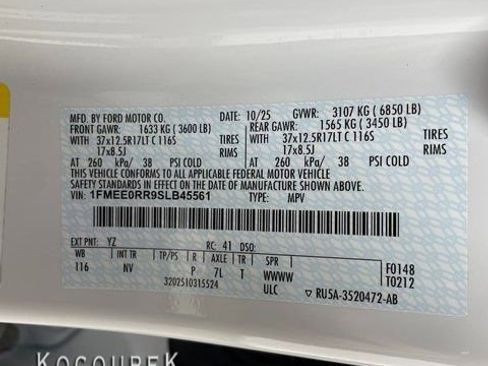 MFD. BY FORD MOTOR CO. DATE: 10/25 GVWR: 3107 KG ( 6850 LB)
FRONT GAWR: 1633 KG ( 3600 LB) REAR GAWR: 1565 KG ( 3450 LB)
WITH 37x12.5R17LT C 116S TIRES WITH 37x12.5R17LT C 116S TIRES
17x8.5J RIMS 17x8.5J RIMS
AT 260 kPa/ 38 PSI COLD AT 260 kPa/ 38 PSI COLD
THIS VEHICLE CONFORMS TO ALL APPLICABLE FEDERAL MOTOR VEHICLE
SAFETY STANDARDS IN EFFECT ON THE DATE OF MANUFACTURE SHOWN ABOVE.
VIN: 1FMEE0RR9SLB45561 TYPE: MPV
EXT PNT: YZ RC: 41 DSO:
WB INT TR TP/PS R AXLE TR SPR
116 NV P 7L T WWWW
ULC
F0148
T0212
3202510315524
▽ RU5A-3520472-AB
KOCOUREK